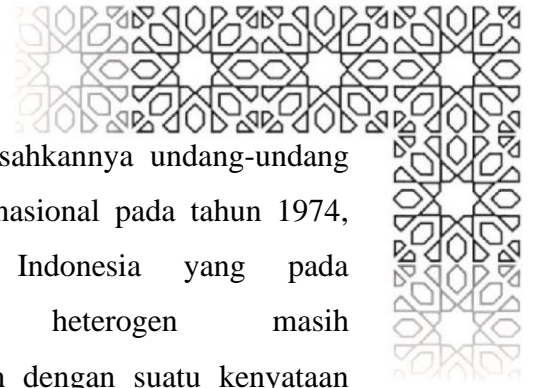 sahkannya undang-undang
nasional pada tahun 1974,
Indonesia yang pada
heterogen masih
dengan suatu kenyataan